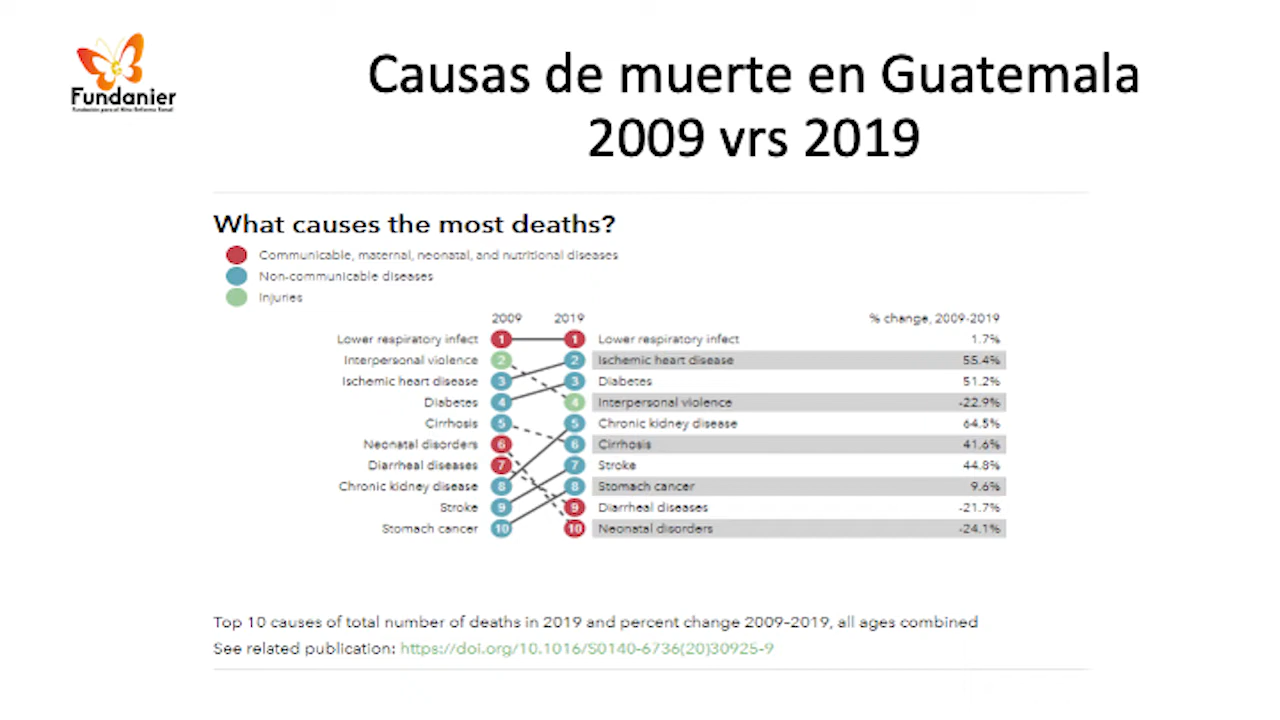 Fundanier
Fundación para el Niño Enfermo Renal
Causas de muerte en Guatemala
2009 vrs 2019
What causes the most deaths?
Communicable, maternal, neonatal, and nutritional diseases
Non-communicable diseases
Injuries
2009 2019 % change, 2009-2019
Lower respiratory infect 1 1 Lower respiratory infect 1.7%
Interpersonal violence 2 2 Ischemic heart disease 55.4%
Ischemic heart disease 3 3 Diabetes 51.2%
Diabetes 4 4 Interpersonal violence -22.9%
Cirrhosis 5 5 Chronic kidney disease 64.5%
Neonatal disorders 6 6 Cirrhosis 41.6%
Diarrheal diseases 7 7 Stroke 44.8%
Chronic kidney disease 8 8 Stomach cancer 9.6%
Stroke 9 9 Diarrheal diseases -21.7%
Stomach cancer 10 10 Neonatal disorders -24.1%
Top 10 causes of total number of deaths in 2019 and percent change 2009-2019, all ages combined
See related publication: https://doi.org/10.1016/S0140-6736(20)30925-9